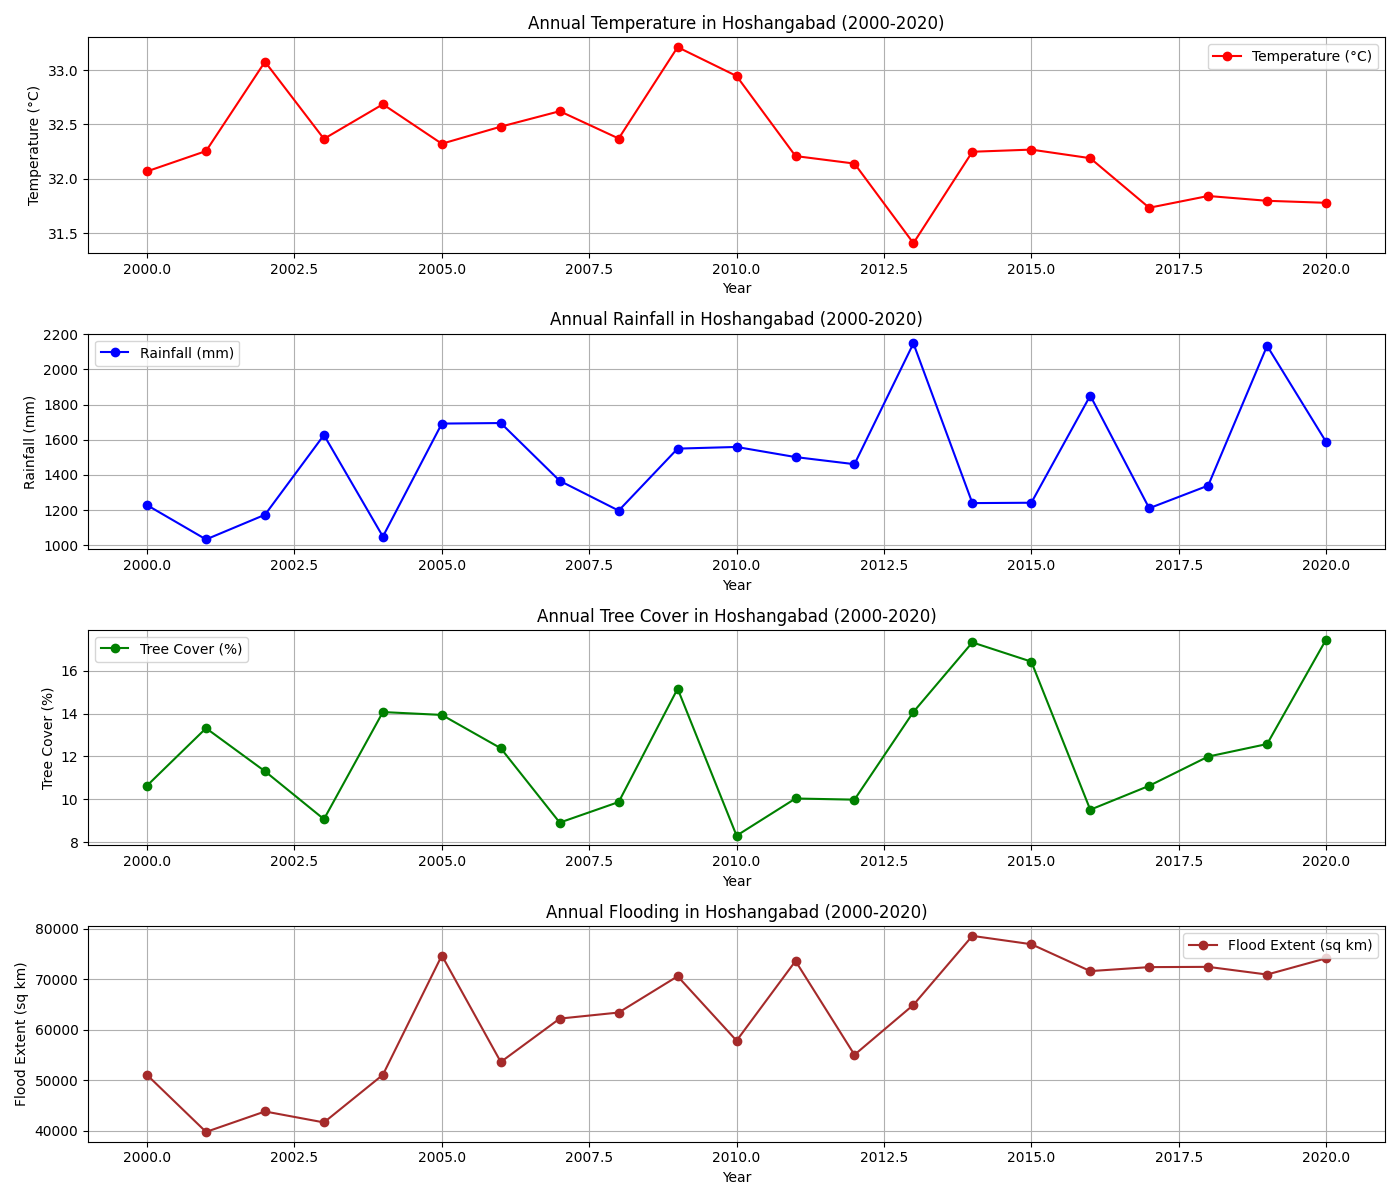 Annual Temperature in Hoshangabad (2000-2020)
Temperature (°C)
33.0
32.5
32.0
31.5
Temperature (°C)
2000.0 2002.5 2005.0 2007.5 2010.0 2012.5 2015.0 2017.5 2020.0
Year
Annual Rainfall in Hoshangabad (2000-2020)
Rainfall (mm)
2200
2000
1800
1600
1400
1200
1000
Rainfall (mm)
2000.0 2002.5 2005.0 2007.5 2010.0 2012.5 2015.0 2017.5 2020.0
Year
Annual Tree Cover in Hoshangabad (2000-2020)
Tree Cover (%)
16
14
12
10
8
Tree Cover (%)
2000.0 2002.5 2005.0 2007.5 2010.0 2012.5 2015.0 2017.5 2020.0
Year
Annual Flooding in Hoshangabad (2000-2020)
Flood Extent (sq km)
80000
70000
60000
50000
40000
Flood Extent (sq km)
2000.0 2002.5 2005.0 2007.5 2010.0 2012.5 2015.0 2017.5 2020.0
Year